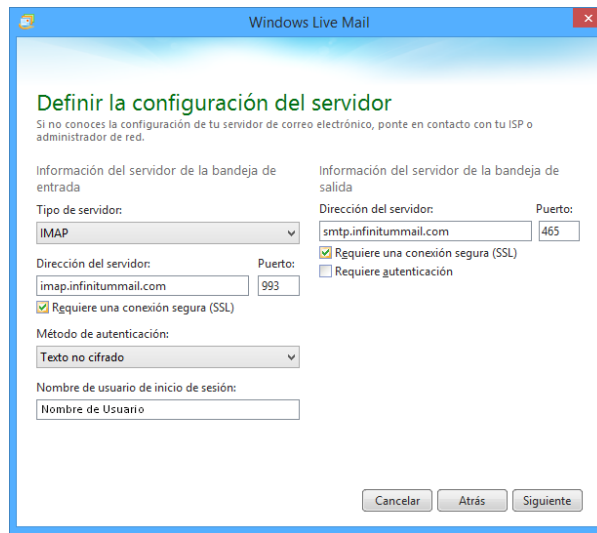 Windows Live Mail
Definir la configuración del servidor
Si no conoces la configuración de tu servidor de correo electrónico, ponte en contacto con tu ISP o
administrador de red.
Información del servidor de la bandeja de
entrada
Tipo de servidor:
IMAP
Dirección del servidor: Puerto:
imap.infinitummail.com 993
Requiere una conexión segura (SSL)
Método de autenticación:
Texto no cifrado
Nombre de usuario de inicio de sesión:
Nombre de Usuario
Información del servidor de la bandeja de
salida
Dirección del servidor: Puerto:
smtp.infinitummail.com 465
Requiere una conexión segura (SSL)
Requiere autenticación
Cancelar Atrás Siguiente